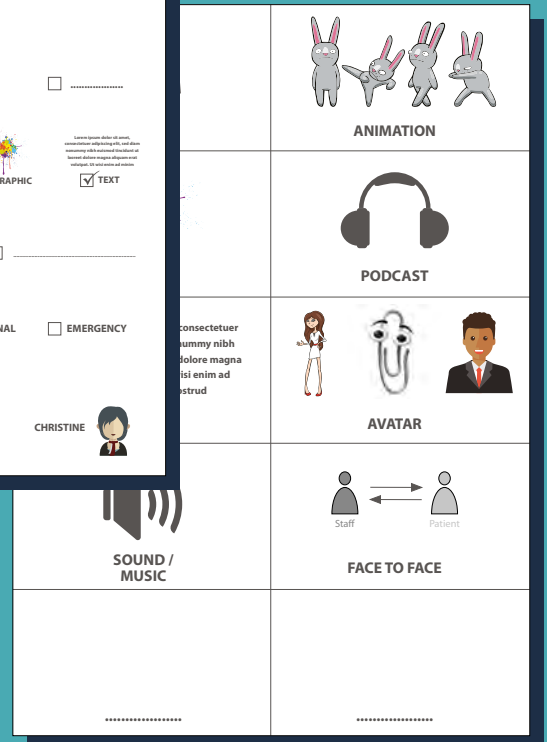 ..................
Lorem ipsum dolor sit amet,
consectetuer adipiscing elit, sed diam
nonummy nibh euismod tincidunt ut
laoreet dolore magna aliquam erat
volutpat. Ut wisi enim ad minim
RAPHIC
TEXT
NAL
EMERGENCY
CHRISTINE
ANIMATION
PODCAST
consectetuer
nummy nibh
dolore magna
isi enim ad
ostrud
AVATAR
SOUND /
MUSIC
Staff
Patient
FACE TO FACE
...................
...................